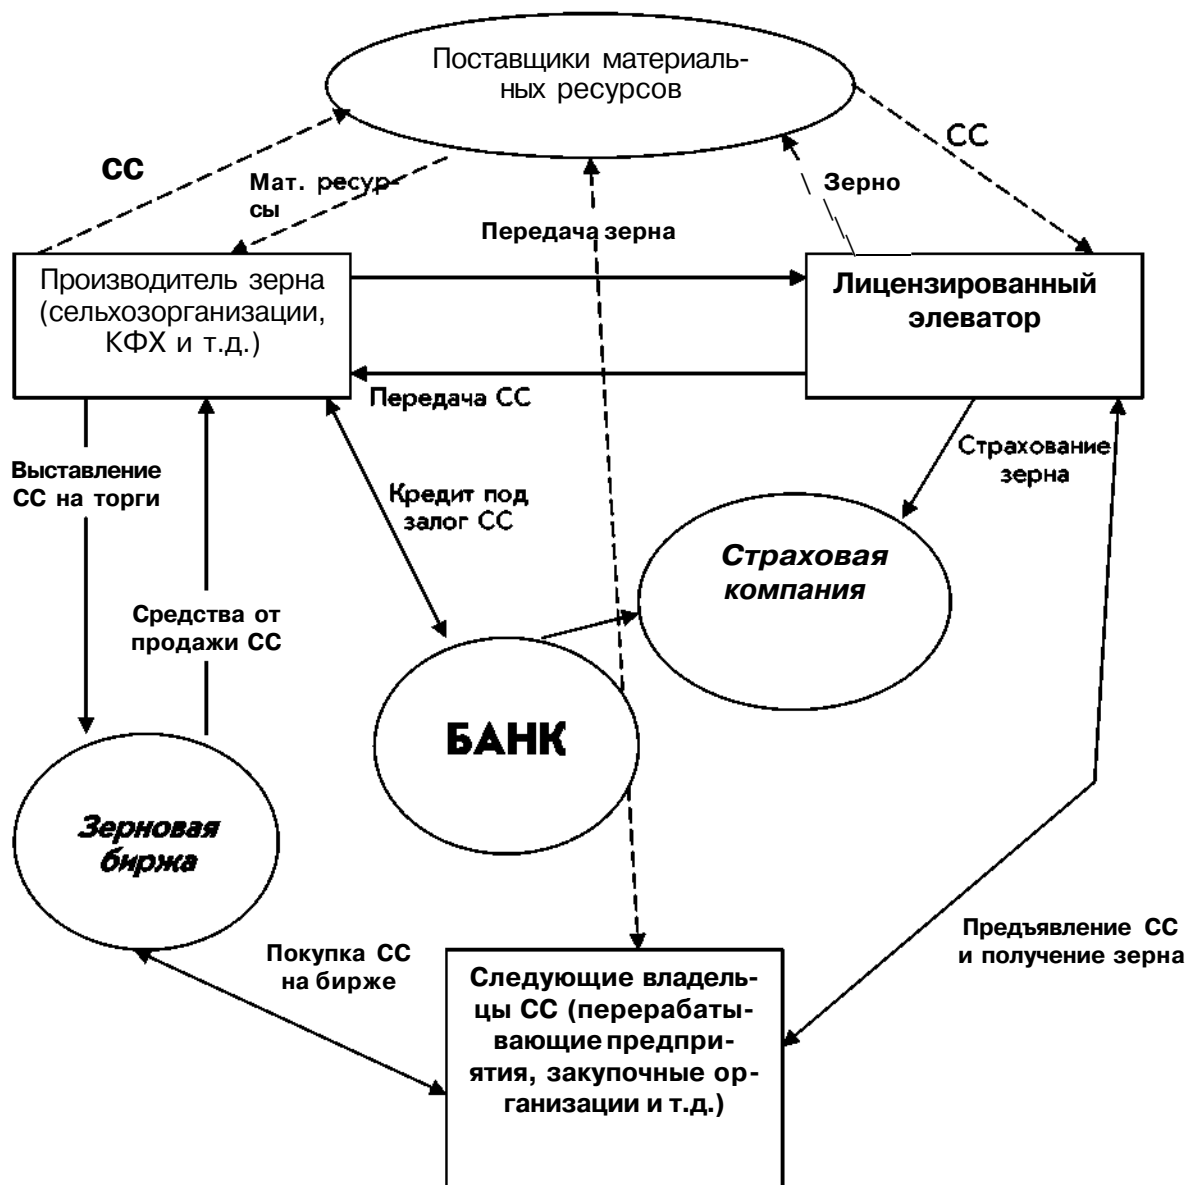 Поставщики материаль-
ных ресурсов
СС
СС
Мат. ресур-
сы
Зерно
Передача зерна
Производитель зерна
(сельхозорганизации,
КФХ и т.д.)
Лицензированный
элеватор
Передача СС
Выставление
СС на торги
Кредит под
залог СС
Страхование
зерна
Страховая
компания
Средства от
продажи СС
БАНК
Зерновая
биржа
Покупка СС
на бирже
Предъявление СС
и получение зерна
Следующие владель-
цы СС (перерабаты-
вающие предпри-
ятия, закупочные ор-
ганизации и т.д.)